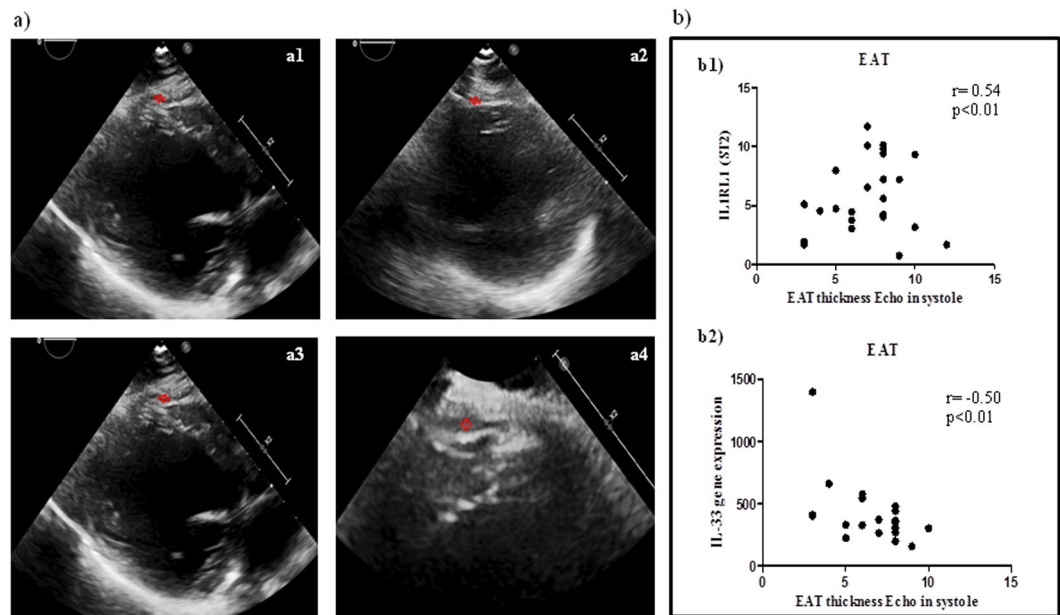 a)
a1
a2
a3
a4
b)
b1)
EAT
r= 0.54
p<0.01
IL1RL1 (ST2)
15
10
5
0
0 5 10 15
EAT thickness Echo in systole
b2)
EAT
r= -0.50
p<0.01
IL-33 gene expression
1500
1000
500
0
0 5 10 15
EAT thickness Echo in systole